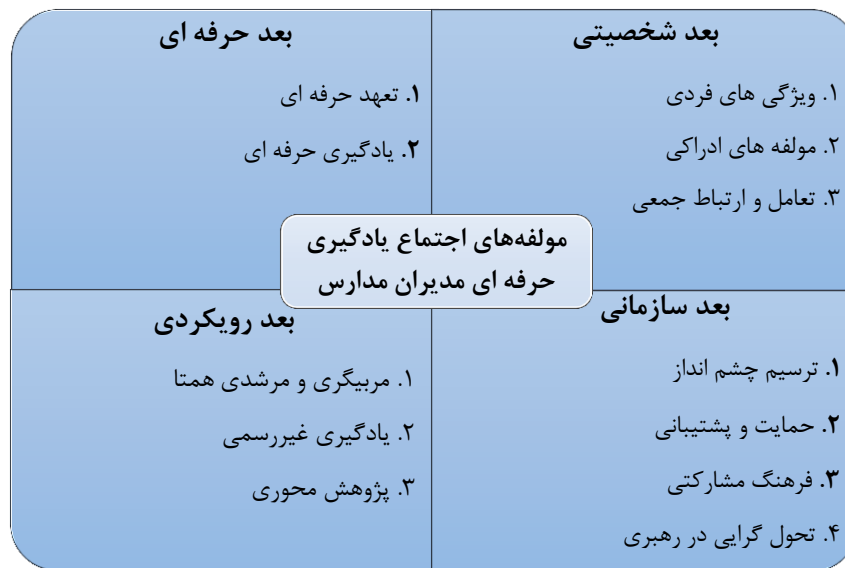 بعد شخصیتی
۱. ویژگی های فردی
۲. مولفه های ادراکی
۳. تعامل و ارتباط جمعی
بعد حرفه ای
۱. تعهد حرفه ای
۲. یادگیری حرفه ای
مولفه‌های اجتماع یادگیری
حرفه ای مدیران مدارس
بعد سازمانی
۱. ترسیم چشم انداز
۲. حمایت و پشتیبانی
۳. فرهنگ مشارکتی
۴. تحول گرایی در رهبری
بعد رویکردی
۱. مربیگری و مرشدی همتا
۲. یادگیری غیررسمی
۳. پژوهش محوری